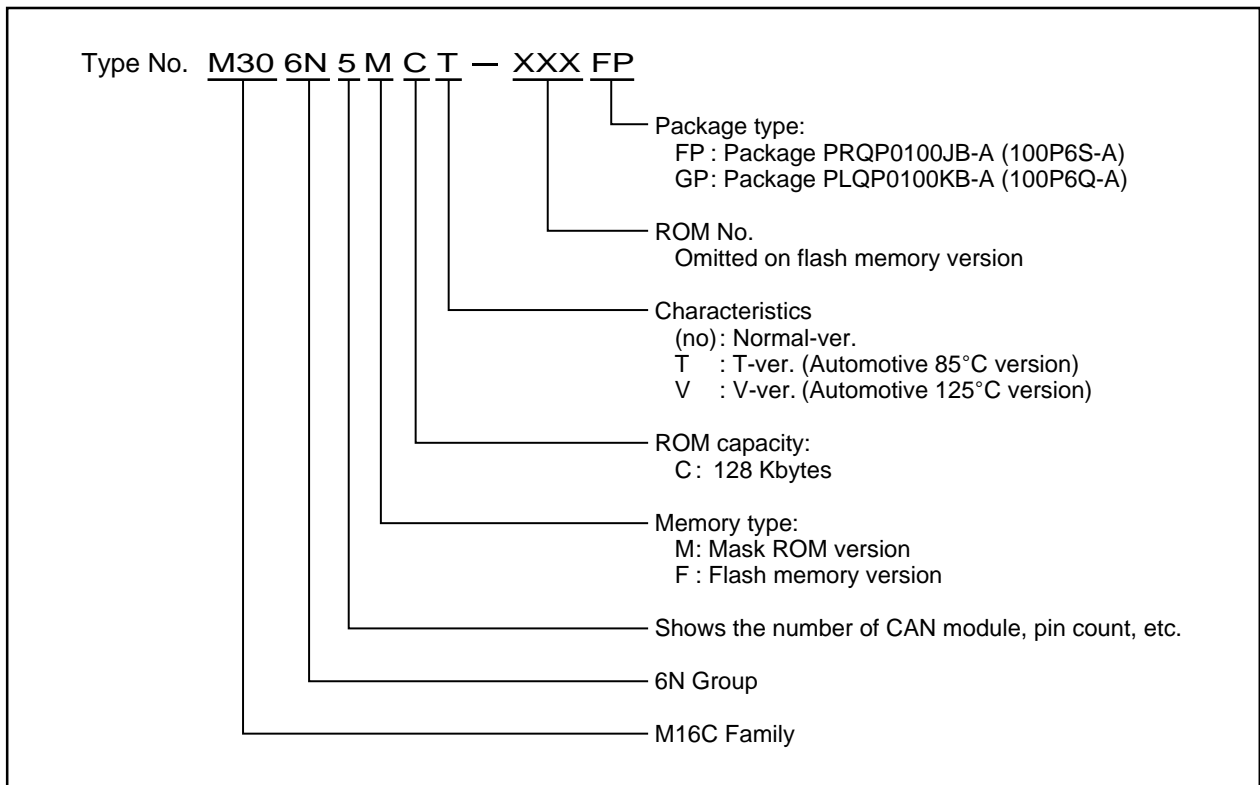 Type No. M30 6N 5 M C T — XXX FP
Package type:
FP : Package PRQP0100JB-A (100P6S-A)
GP: Package PLQP0100KB-A (100P6Q-A)
ROM No.
Omitted on flash memory version
Characteristics
(no): Normal-ver.
T : T-ver. (Automotive 85°C version)
V : V-ver. (Automotive 125°C version)
ROM capacity:
C: 128 Kbytes
Memory type:
M: Mask ROM version
F : Flash memory version
Shows the number of CAN module, pin count, etc.
6N Group
M16C Family